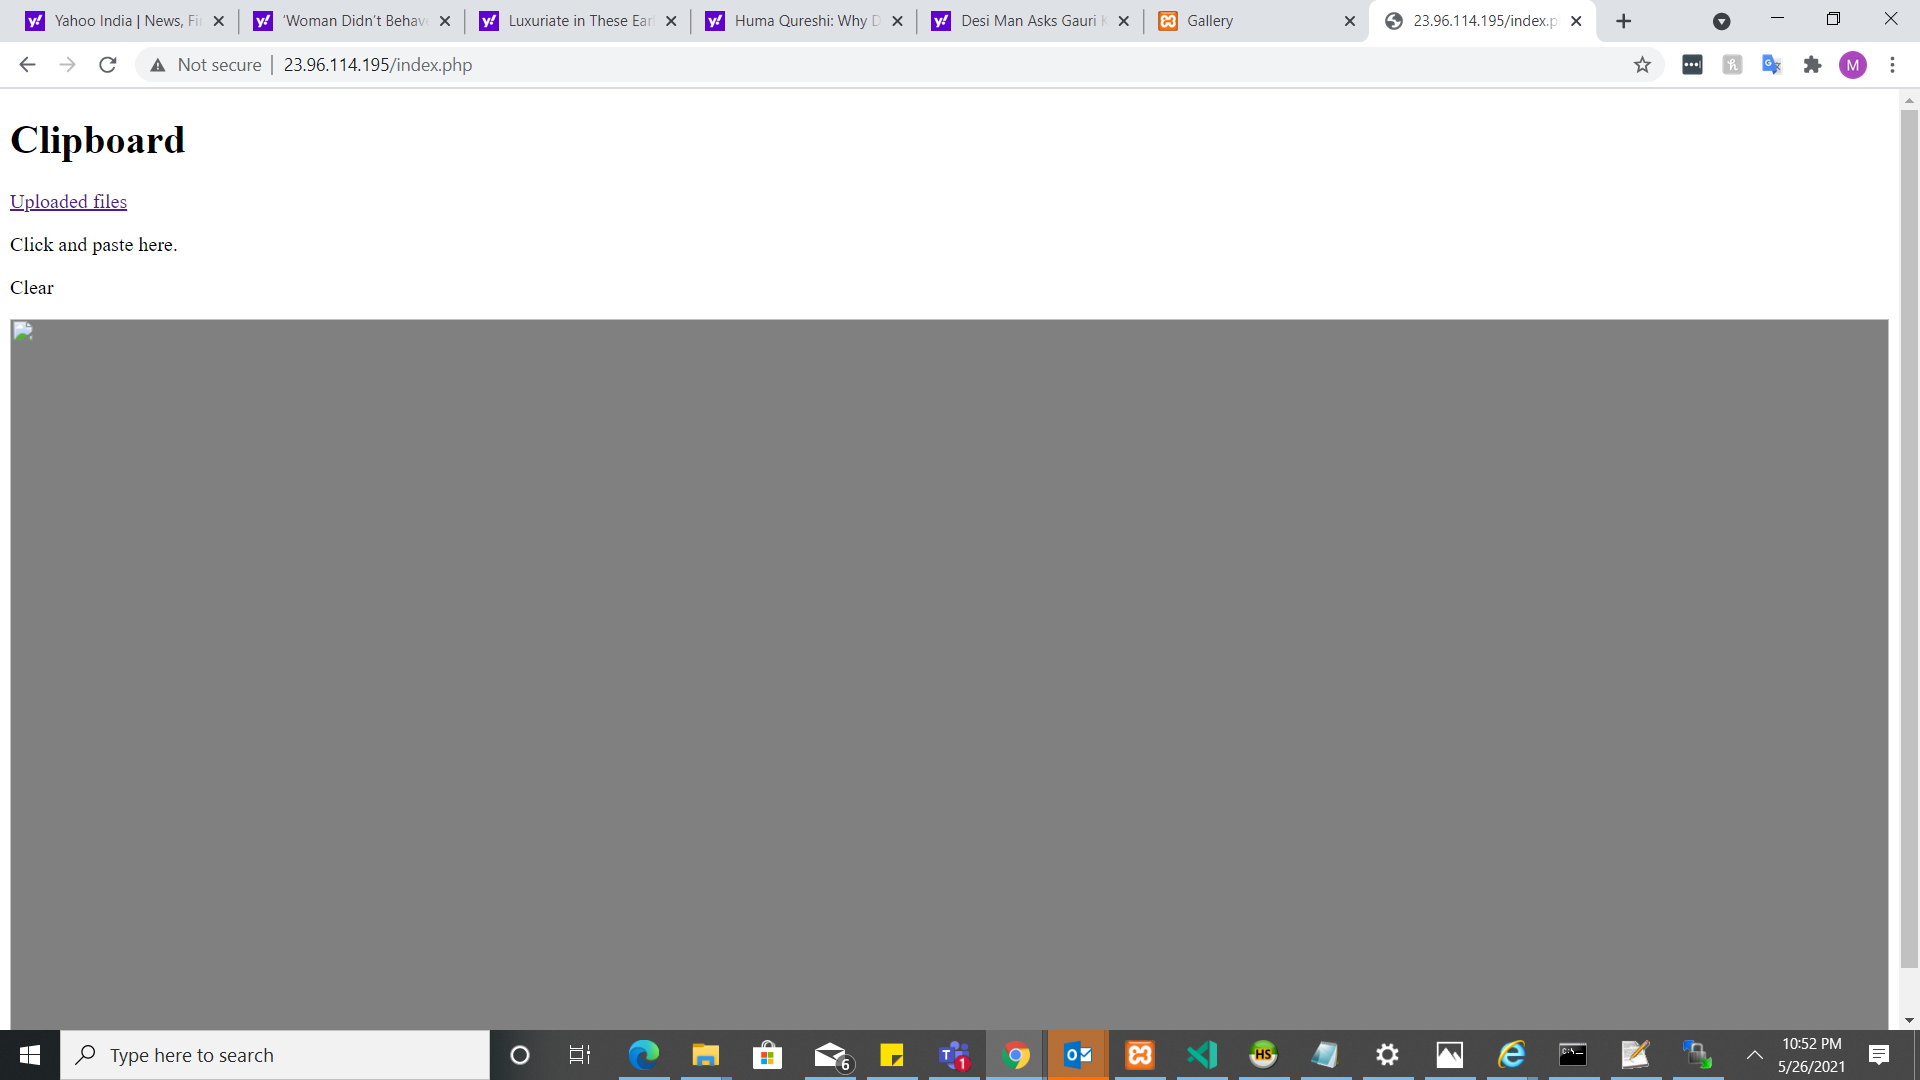 Yahoo India | News, Fi
'Woman Didn't Behav
Luxuriate in These Ear
Huma Qureshi: Why D
Desi Man Asks Gauri K
Gallery
23.96.114.195/index.p
Not secure | 23.96.114.195/index.php
M
Clipboard
Uploaded files
Click and paste here.
Clear
Type here to search
6
1
HS
10:52 PM
5/26/2021